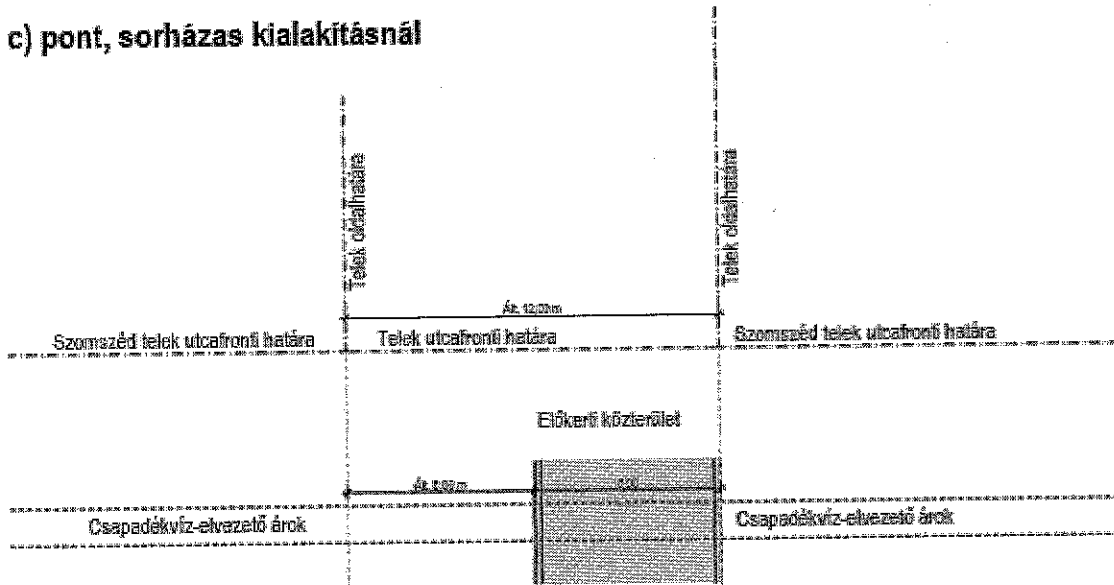 c) pont, sorházas kialakításnál
Telek oldalhatára
Telek oldalhatára
Át. 12,00m
Szomszéd telek utcafronti határa
Telek utcafronti határa
Szomszéd telek utcafronti határa
Előkerti közterület
Csapadékvíz-elvezető árok
Csapadékvíz-elvezető árok